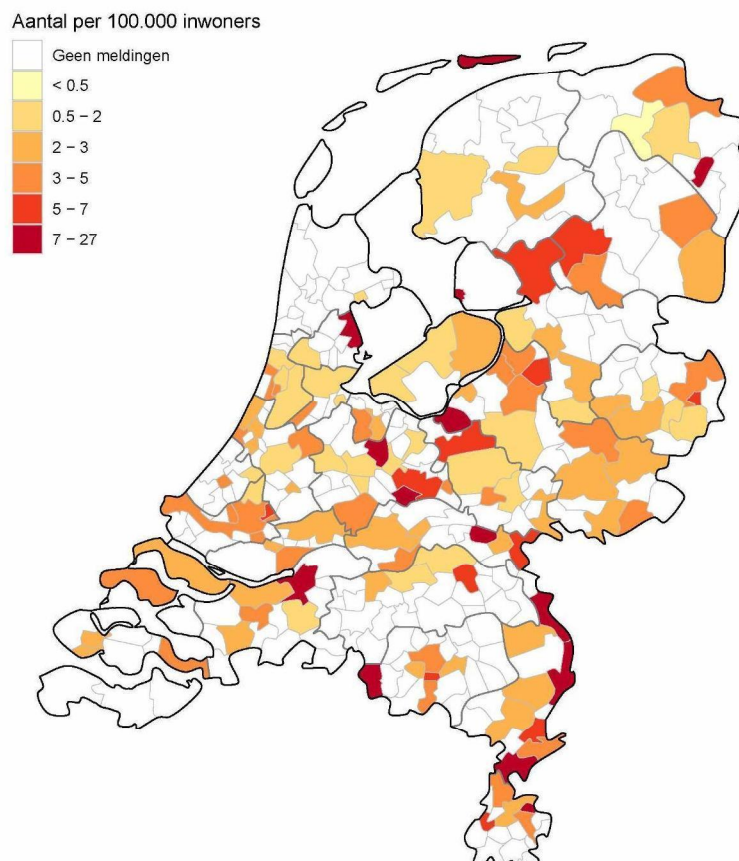 Aantal per 100.000 inwoners
Geen meldingen
< 0.5
0.5 – 2
2 – 3
3 – 5
5 – 7
7 – 27